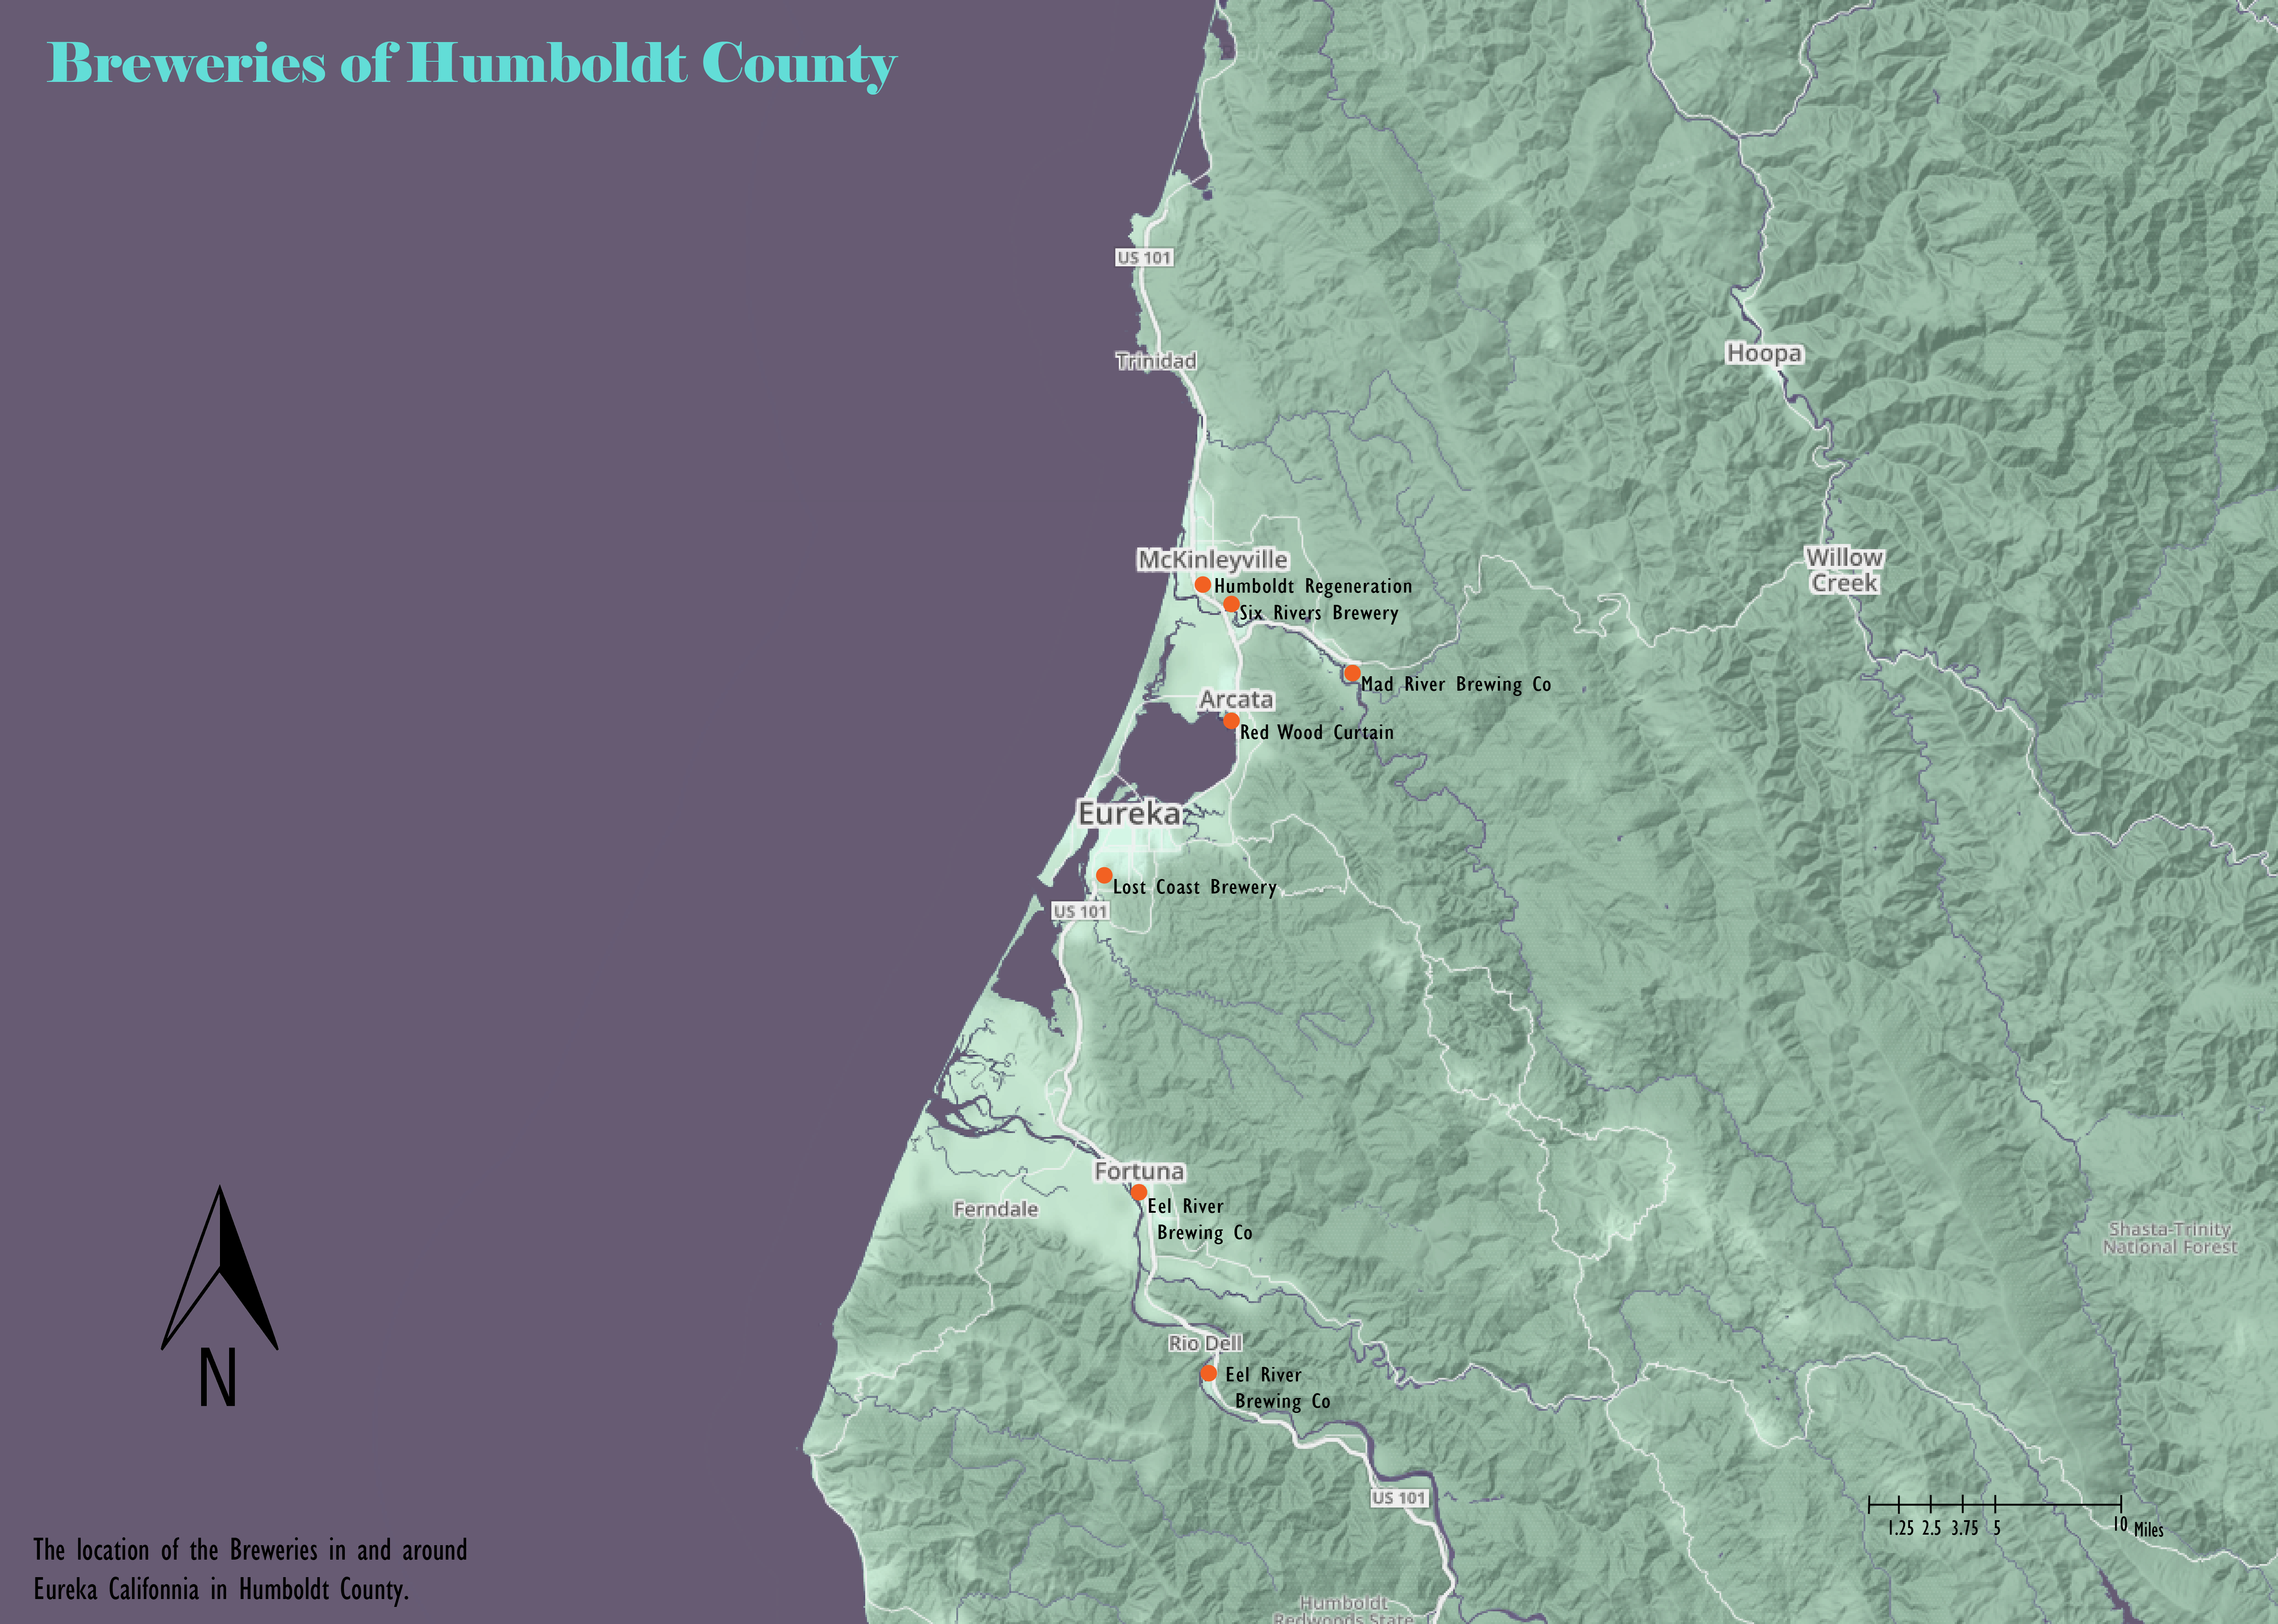 Breweries of Humboldt County
US 101
Trinidad
Hoopa
McKinleyville
Willow
Creek
Humboldt Regeneration
Six Rivers Brewery
Mad River Brewing Co
Arcata
Red Wood Curtain
Eureka
Lost Coast Brewery
US 101
Fortuna
Eel River
Brewing Co
Ferndale
Shasta-Trinity
National Forest
Rio Dell
Eel River
Brewing Co
N
US 101
1.25 2.5 3.75 5 10 Miles
The location of the Breweries in and around
Eureka Califonnia in Humboldt County.
Humboldt
Redwoods State